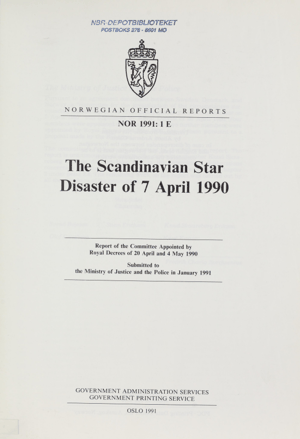 NBR-DEPOTBIBLIOTEKET
POSTBOKS 278 - 8601 MO
NORWEGIAN OFFICIAL REPORTS
NOR 1991: 1 E
The Scandinavian Star
Disaster of 7 April 1990
Report of the Committee Appointed by
Royal Decrees of 20 April and 4 May 1990
Submitted to
the Ministry of Justice and the Police in January 1991
GOVERNMENT ADMINISTRATION SERVICES
GOVERNMENT PRINTING SERVICE
OSLO 1991